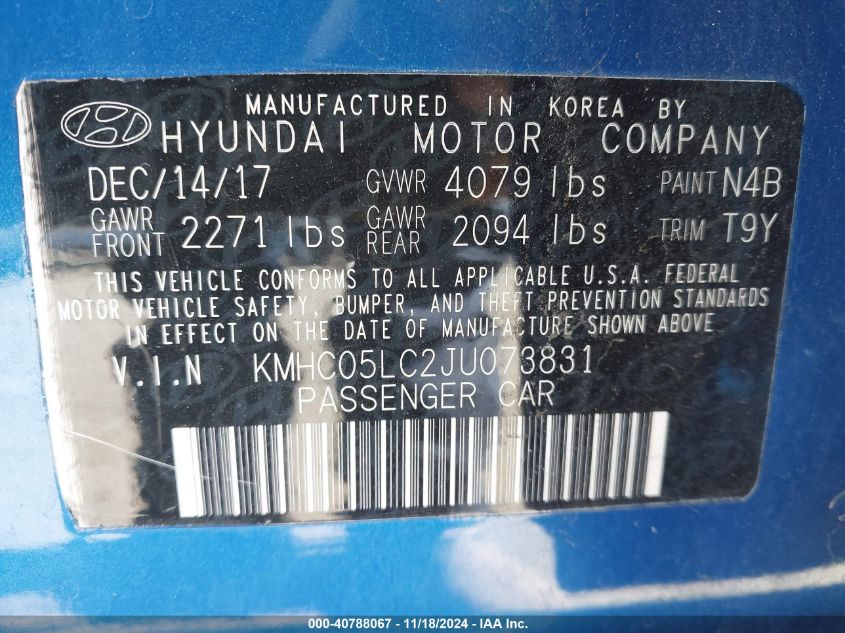 MANUFACTURED IN KOREA BY
HYUNDAI MOTOR COMPANY
DEC/14/17 GVWR 4079 lbs PAINT N4B
GAWR FRONT 2271 lbs GAWR REAR 2094 lbs TRIM T9Y
THIS VEHICLE CONFORMS TO ALL APPLICABLE U.S.A. FEDERAL
MOTOR VEHICLE SAFETY, BUMPER, AND THEFT PREVENTION STANDARDS
IN EFFECT ON THE DATE OF MANUFACTURE SHOWN ABOVE
V.I.N KMHC05LC2JU073831
PASSENGER CAR
000-40788067 - 11/18/2024 - IAA Inc.